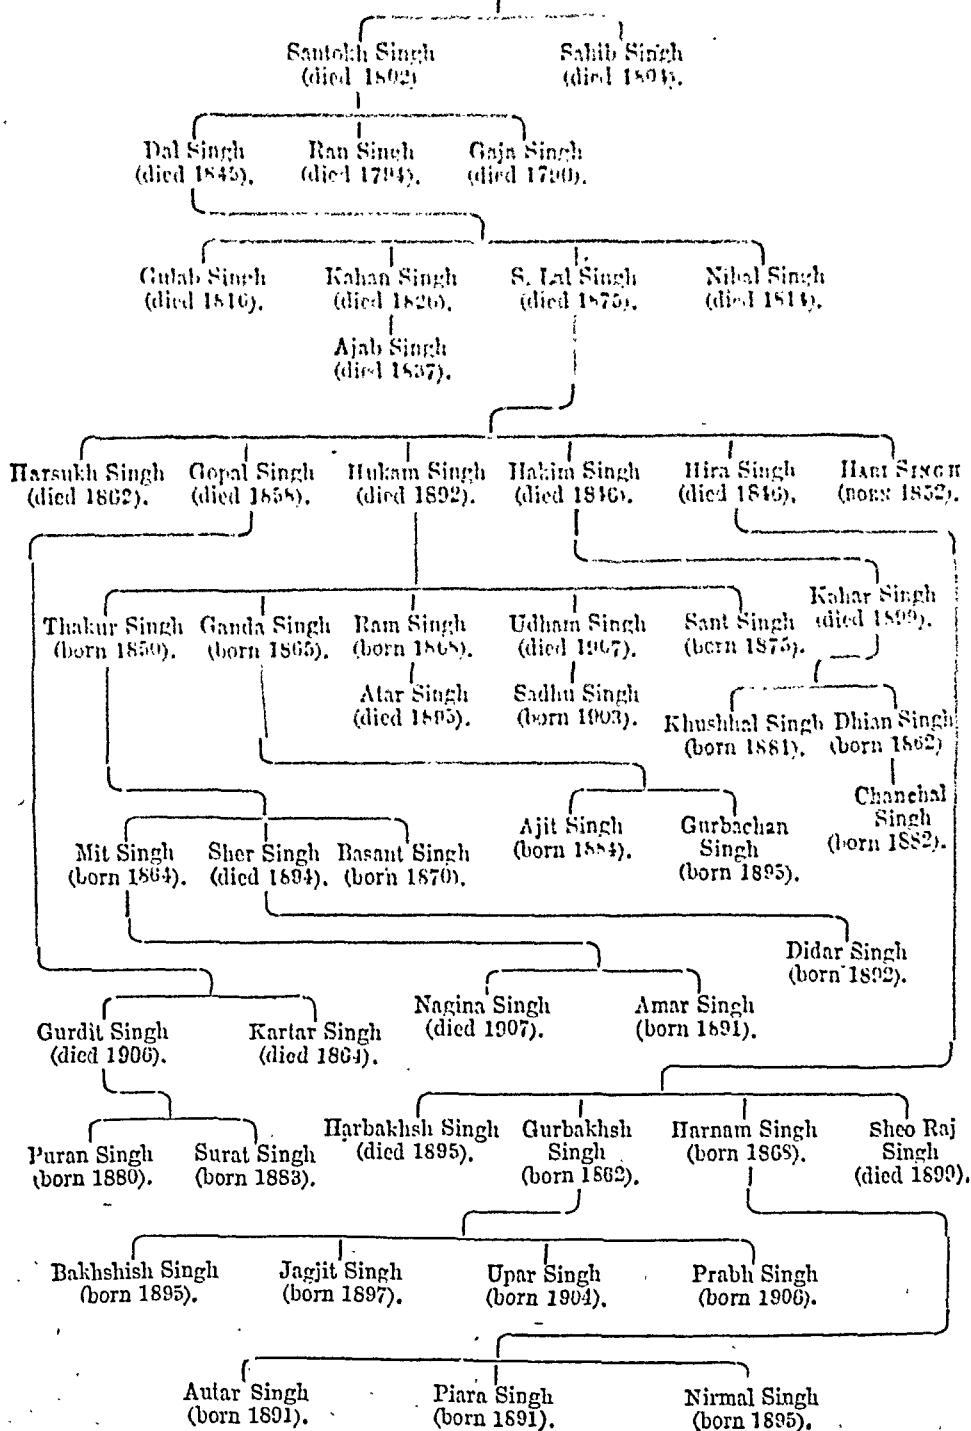 Santokh Singh
(died 1802)
Sahib Singh
(died 1804).
Dal Singh
(died 1845).
Ran Singh
(died 1794).
Gaja Singh
(died 1790).
Gulab Singh
(died 1816).
Kahan Singh
(died 1826).
S. Lal Singh
(died 1875).
Nihal Singh
(died 1814).
Ajab Singh
(died 1837).
Harsukh Singh
(died 1862).
Gopal Singh
(died 1858).
Hukam Singh
(died 1892).
Hakim Singh
(died 1846).
Hira Singh
(died 1846).
HARI SINGH
(BORN 1852).
Kahar Singh
(died 1899).
Thakur Singh
(born 1850).
Ganda Singh
(born 1865).
Ram Singh
(born 1868).
Udham Singh
(died 1907).
Sant Singh
(born 1875).
Atar Singh
(died 1895).
Sadhu Singh
(born 1903).
Khushhal Singh
(born 1881).
Dhian Singh
(born 1862)
Chanchal
Singh
(born 1882).
Ajit Singh
(born 1884).
Gurbachan
Singh
(born 1895).
Mit Singh
(born 1864).
Sher Singh
(died 1894).
Basant Singh
(born 1870).
Didar Singh
(born 1892).
Nagina Singh
(died 1907).
Amar Singh
(born 1891).
Gurdit Singh
(died 1906).
Kartar Singh
(died 1864).
Puran Singh
(born 1880).
Surat Singh
(born 1883).
Harbakhsh Singh
(died 1895).
Gurbakhsh
Singh
(born 1862).
Harnam Singh
(born 1868).
Sheo Raj
Singh
(died 1899).
Bakhshish Singh
(born 1895).
Jagjit Singh
(born 1897).
Upar Singh
(born 1904).
Prabh Singh
(born 1906).
Autar Singh
(born 1891).
Piara Singh
(born 1891).
Nirmal Singh
(born 1895).